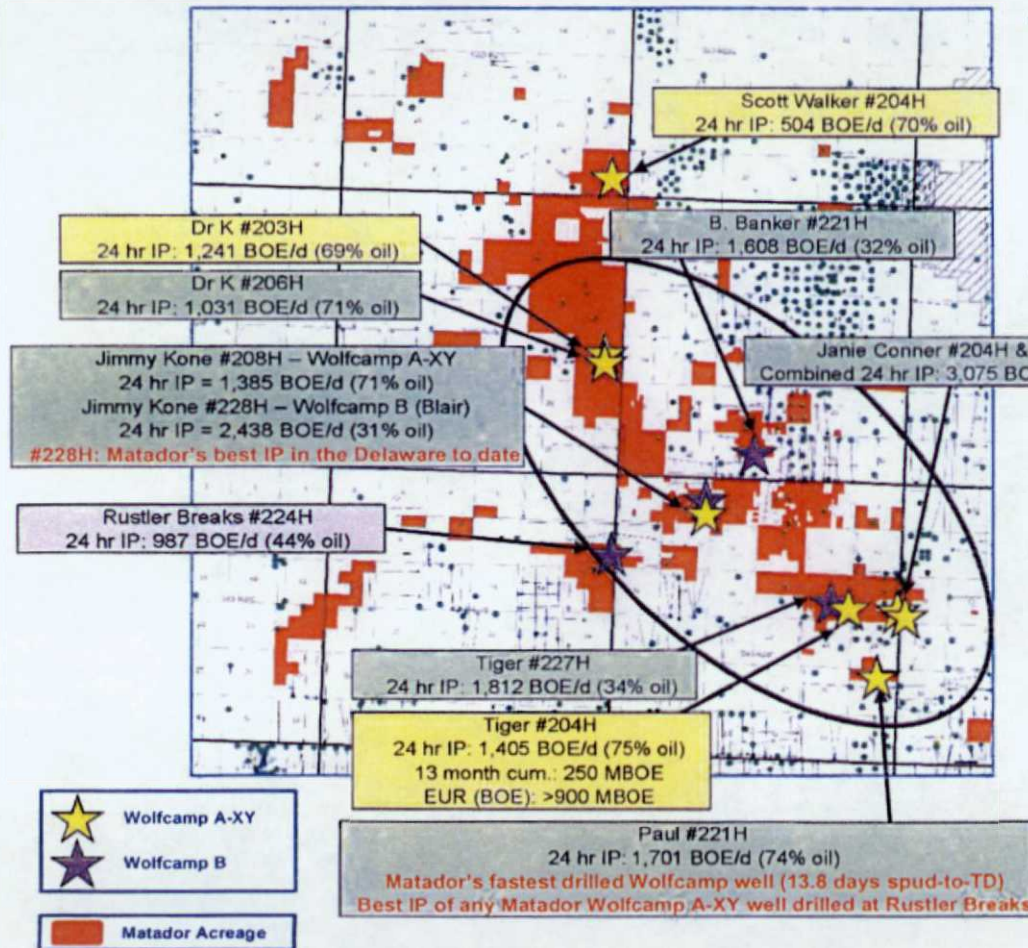 Scott Walker #204H
24 hr IP: 504 BOE/d (70% oil)
Dr K #203H
24 hr IP: 1,241 BOE/d (69% oil)
B. Banker #221H
24 hr IP: 1,608 BOE/d (32% oil)
Dr K #206H
24 hr IP: 1,031 BOE/d (71% oil)
Jimmy Kone #208H – Wolfcamp A-XY
24 hr IP = 1,385 BOE/d (71% oil)
Jimmy Kone #228H – Wolfcamp B (Blair)
24 hr IP = 2,438 BOE/d (31% oil)
#228H: Matador's best IP in the Delaware to date
Janie Conner #204H &
Combined 24 hr IP: 3,075 BO
Rustler Breaks #224H
24 hr IP: 987 BOE/d (44% oil)
Tiger #227H
24 hr IP: 1,812 BOE/d (34% oil)
Tiger #204H
24 hr IP: 1,405 BOE/d (75% oil)
13 month cum.: 250 MBOE
EUR (BOE): >900 MBOE
Paul #221H
24 hr IP: 1,701 BOE/d (74% oil)
Matador's fastest drilled Wolfcamp well (13.8 days spud-to-TD)
Best IP of any Matador Wolfcamp A-XY well drilled at Rustler Breaks
Wolfcamp A-XY
Wolfcamp B
Matador Acreage